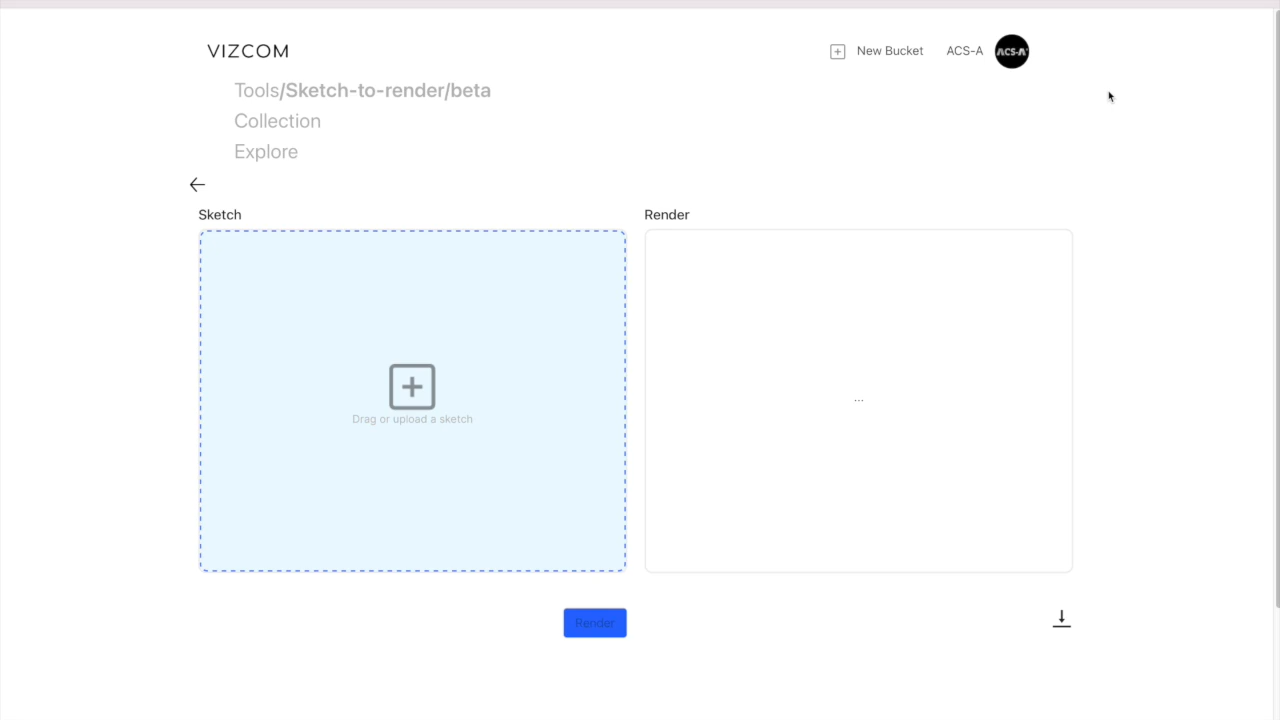 VIZCOM
New Bucket ACS-A ACS-A
Tools/Sketch-to-render/beta
Collection
Explore
Sketch
Render
Drag or upload a sketch
...
Render